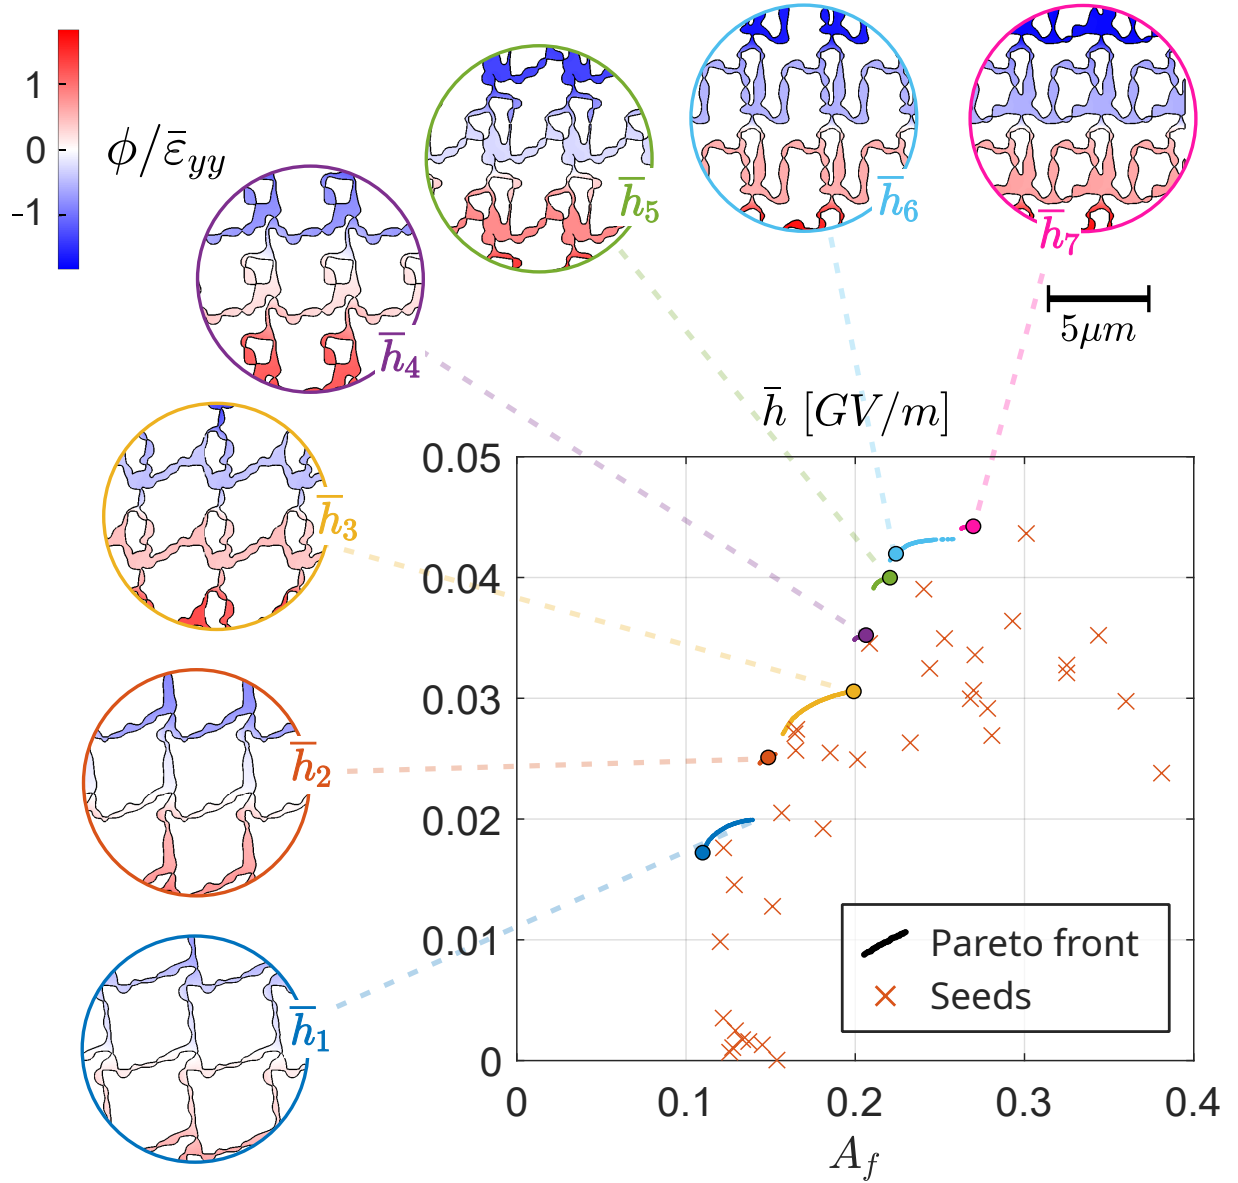 1
0
-1
ϕ/ε̄yy
h̄5
h̄6
h̄7
h̄4
5μm
h̄ [GV/m]
h̄3
h̄2
h̄1
0.05
0.04
0.03
0.02
0.01
0
Pareto front
Seeds
0 0.1 0.2 0.3 0.4
Af